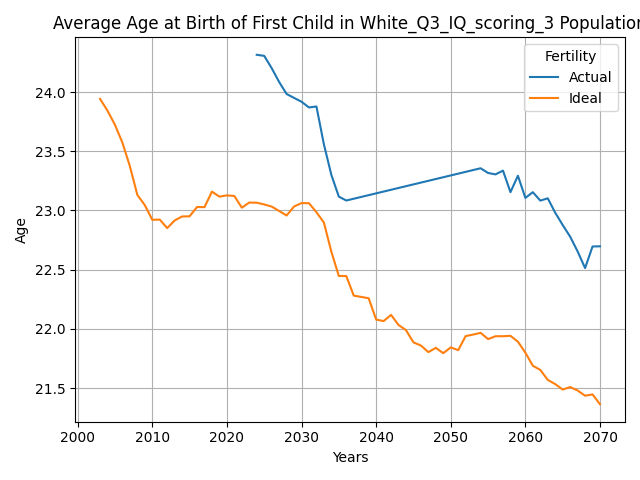 Average Age at Birth of First Child in White_Q3_IQ_scoring_3 Population
Fertility
Actual
Ideal
24.0
23.5
23.0
22.5
22.0
21.5
Age
2000 2010 2020 2030 2040 2050 2060 2070
Years